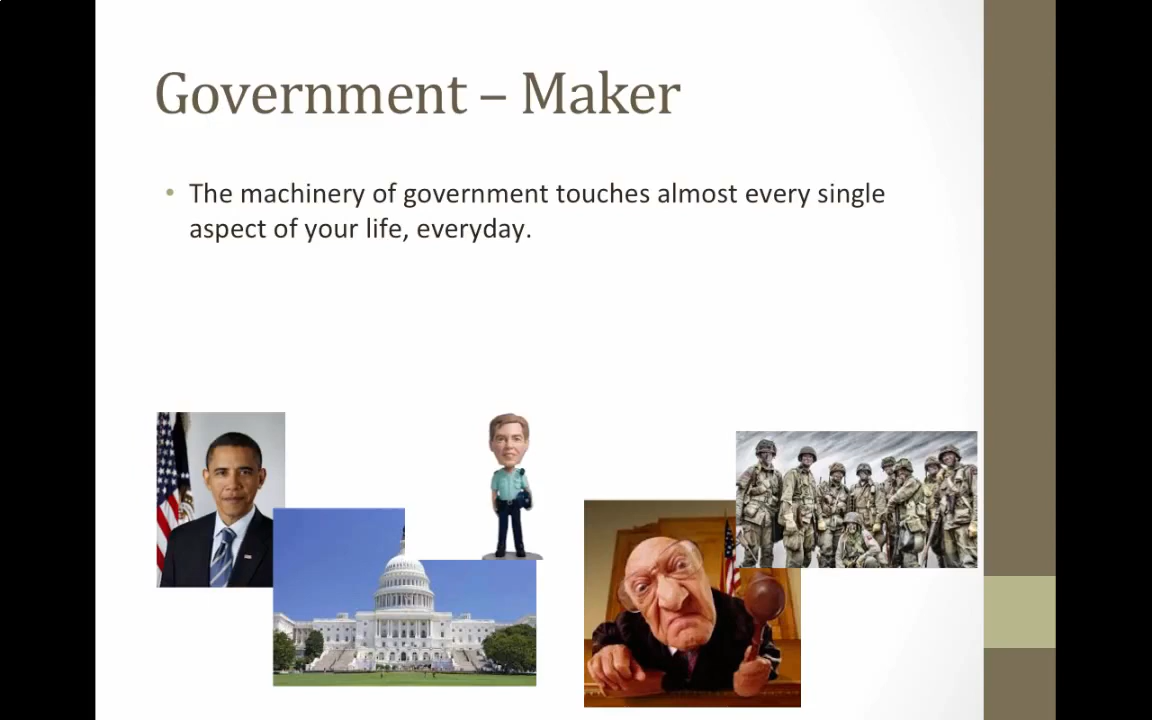 Government – Maker
• The machinery of government touches almost every single
aspect of your life, everyday.